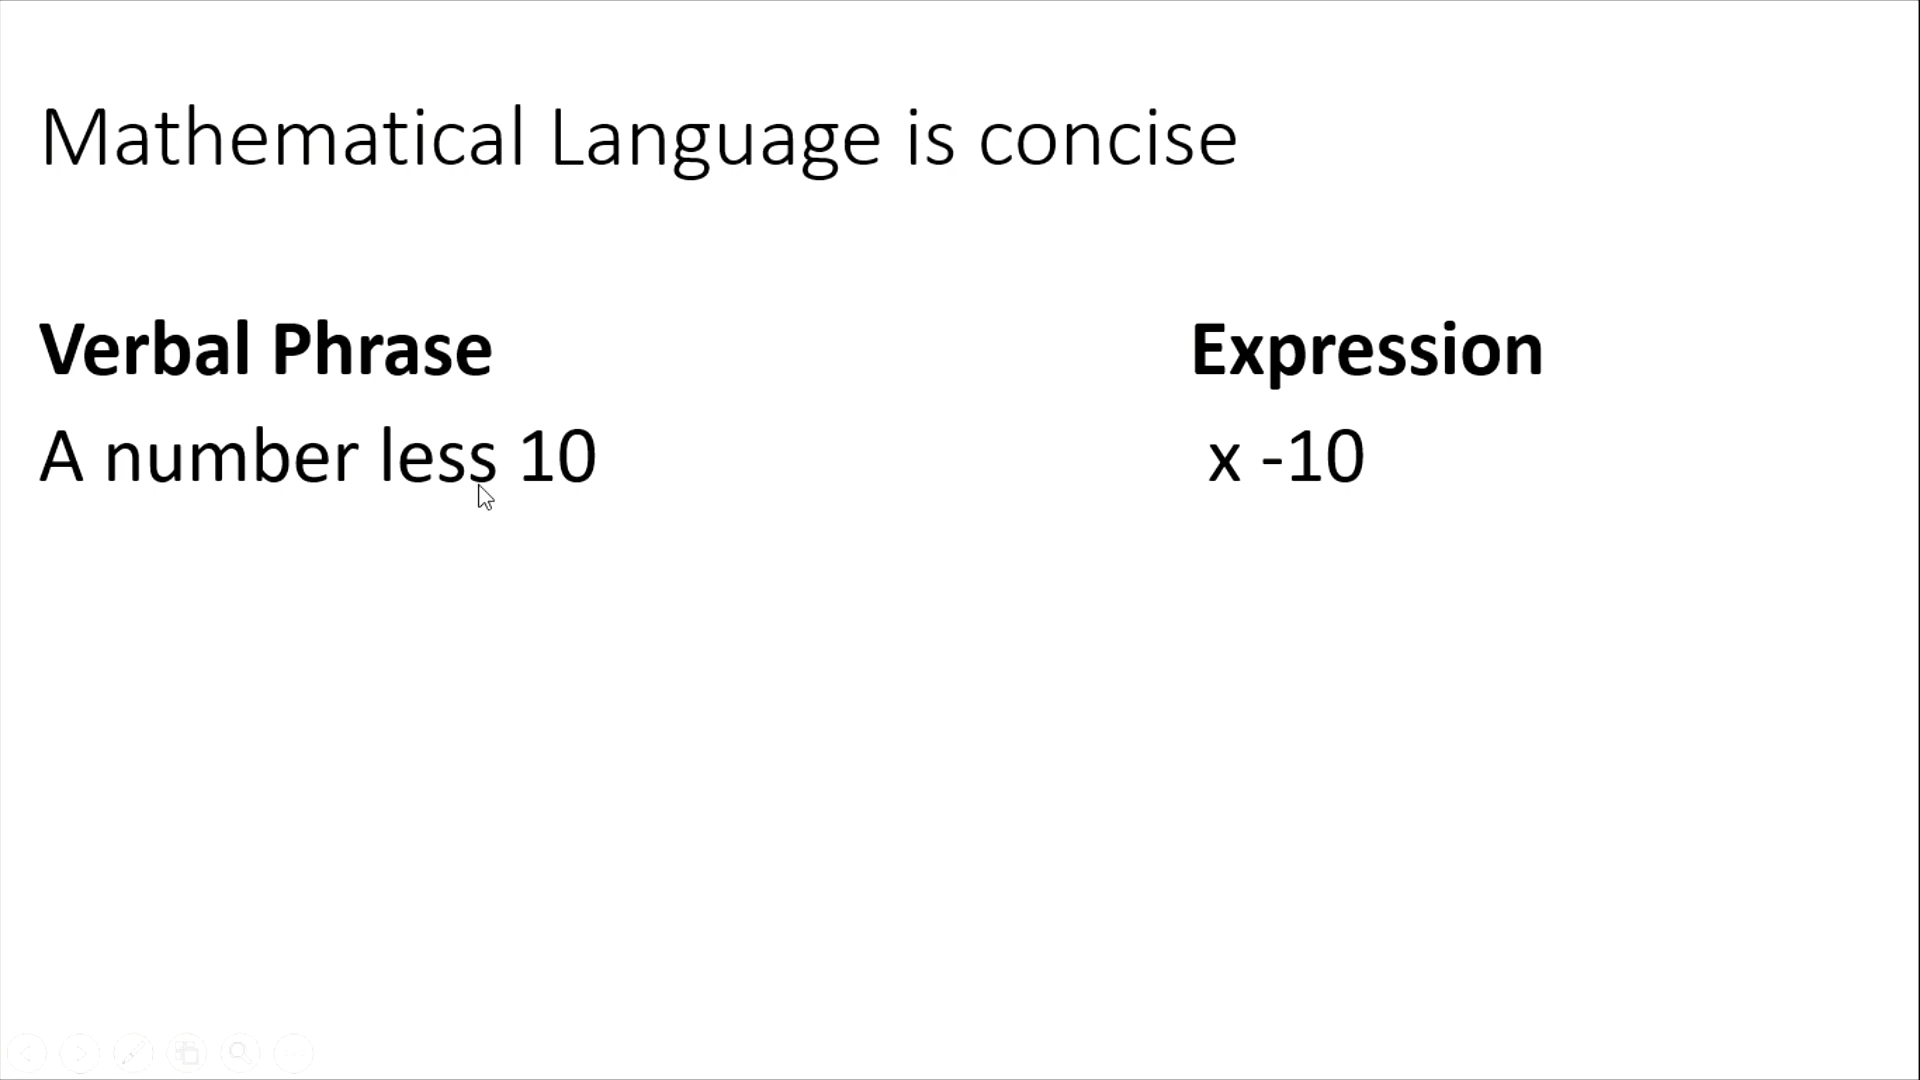 Mathematical Language is concise
Verbal Phrase Expression
A number less 10 x -10